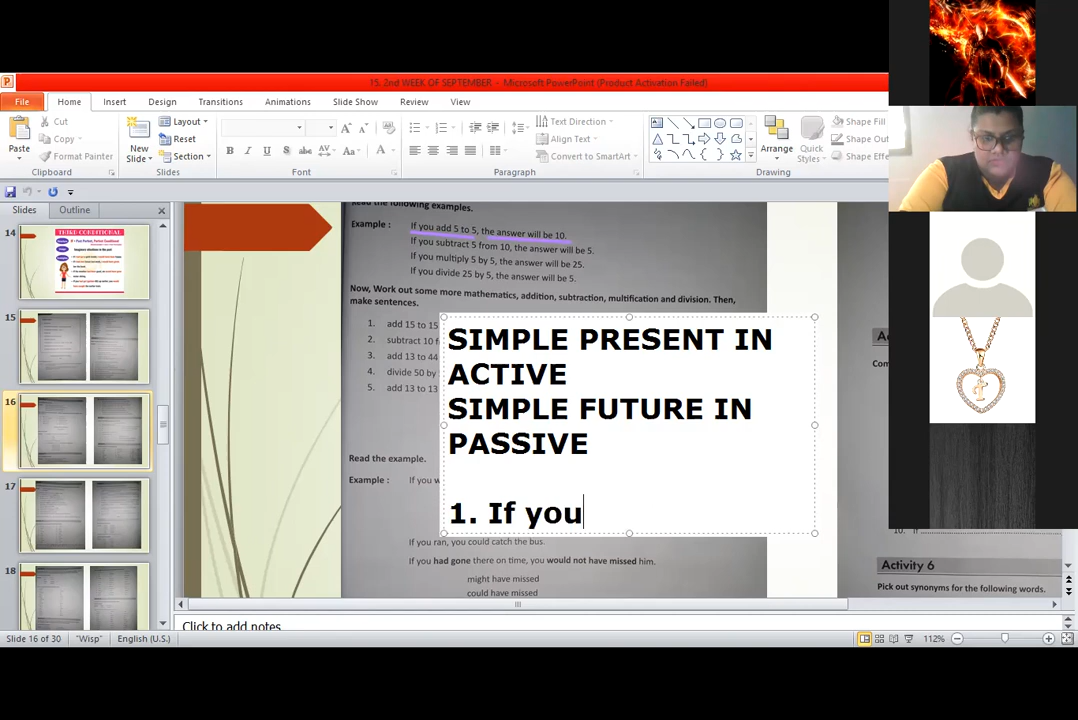 15. 2nd WEEK OF SEPTEMBER - Microsoft PowerPoint (Product Activation Failed)
File Home Insert Design Transitions Animations Slide Show Review View
Cut
Copy
Format Painter
Paste
Clipboard
New
Slide
Layout
Reset
Section
Slides
Font
Text Direction
Align Text
Convert to SmartArt
Paragraph
Arrange
Quick
Styles
Shape Fill
Shape Effe
Drawing
Slides Outline
14
THIRD CONDITIONAL
15
16
17
18
Read the following examples.
Example : If you add 5 to 5, the answer will be 10.
If you subtract 5 from 10, the answer will be 5.
If you multiply 5 by 5, the answer will be 25.
If you divide 25 by 5, the answer will be 5.
Now, Work out some more mathematics, addition, subtraction, multification and division. Then,
make sentences.
1. add 15 to 15
2. subtract 10 f
3. add 13 to 44
4. divide 50 by
5. add 13 to 13
SIMPLE PRESENT IN
ACTIVE
SIMPLE FUTURE IN
PASSIVE
1. If you
Read the example.
Example : If you w
If you ran, you could catch the bus.
If you had gone there on time, you would not have missed him.
might have missed
could have missed
Ac
Com
10. If
Activity 6
Pick out synonyms for the following words.
Click to add notes
Slide 16 of 30 "Wisp" English (U.S.) 112%